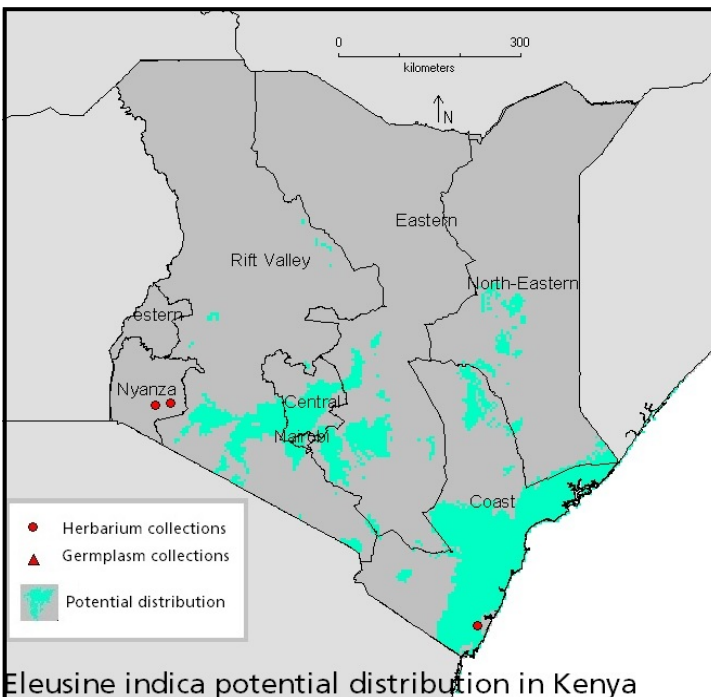 0 300
kilometers
N
Eastern
Rift Valley
North-Eastern
estern
Nyanza
Central
Nairobi
Coast
Herbarium collections
Germplasm collections
Potential distribution
Eleusine indica potential distribution in Kenya